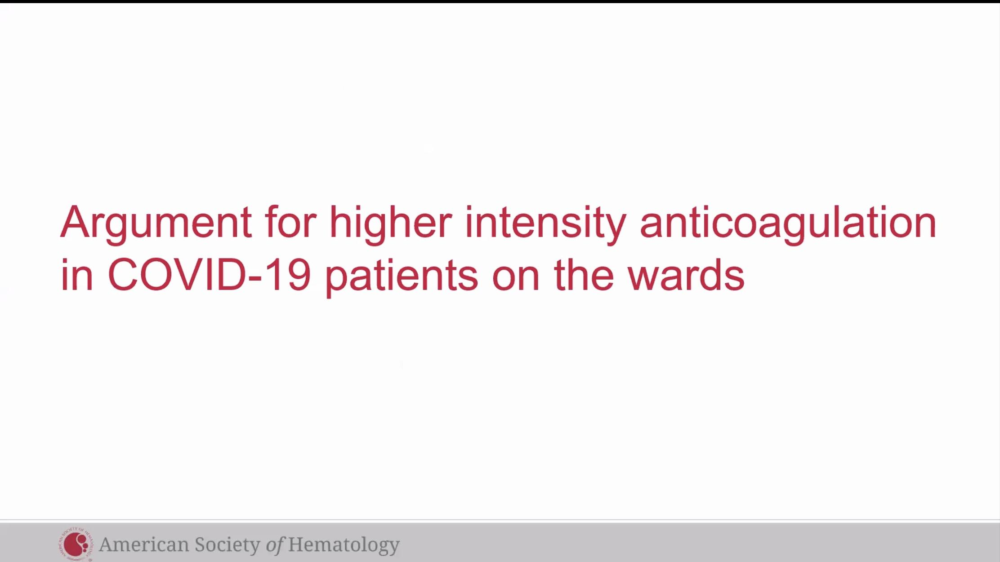 Argument for higher intensity anticoagulation
in COVID-19 patients on the wards
American Society of Hematology